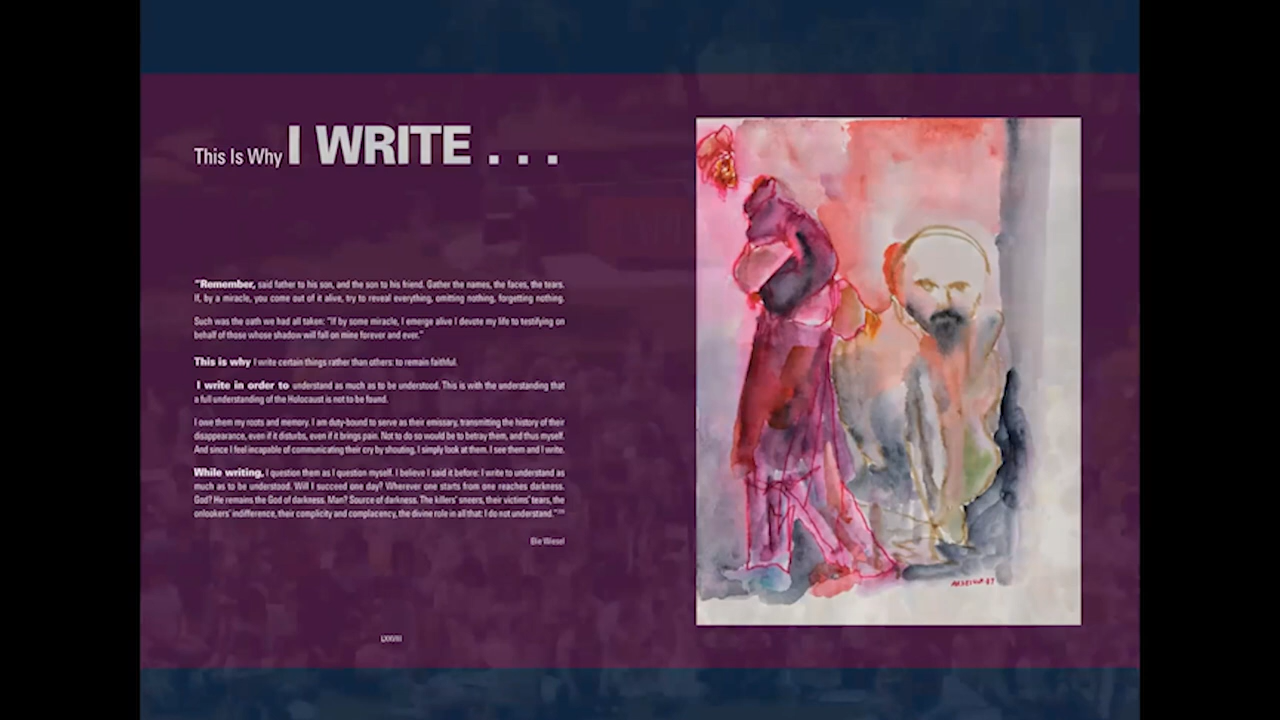 This Is Why I WRITE . . .
"Remember, said father to his son, and the son to his friend. Gather the names, the faces, the tears.
If, by a miracle, you come out of it alive, try to reveal everything, omitting nothing, forgetting nothing.
Such was the oath we had all taken: "If by some miracle, I emerge alive I devote my life to testifying on
behalf of those whose shadow will fall on mine forever and ever."
This is why I write certain things rather than others: to remain faithful.
I write in order to understand as much as to be understood. This is with the understanding that
a full understanding of the Holocaust is not to be found.
I owe them my roots and memory. I am duty-bound to serve as their emissary, transmitting the history of their
disappearance, even if it disturbs, even if it brings pain. Not to do so would be to betray them, and thus myself.
And since I feel incapable of communicating their cry by shouting, I simply look at them. I see them and I write.
While writing, I question them as I question myself. I believe I said it before: I write to understand as
much as to be understood. Will I succeed one day? Wherever one starts from one reaches darkness.
God? He remains the God of darkness. Man? Source of darkness. The killers' sneers, their victims' tears, the
onlookers' indifference, their complicity and complacency, the divine role in all that: I do not understand."
Elie Wiesel